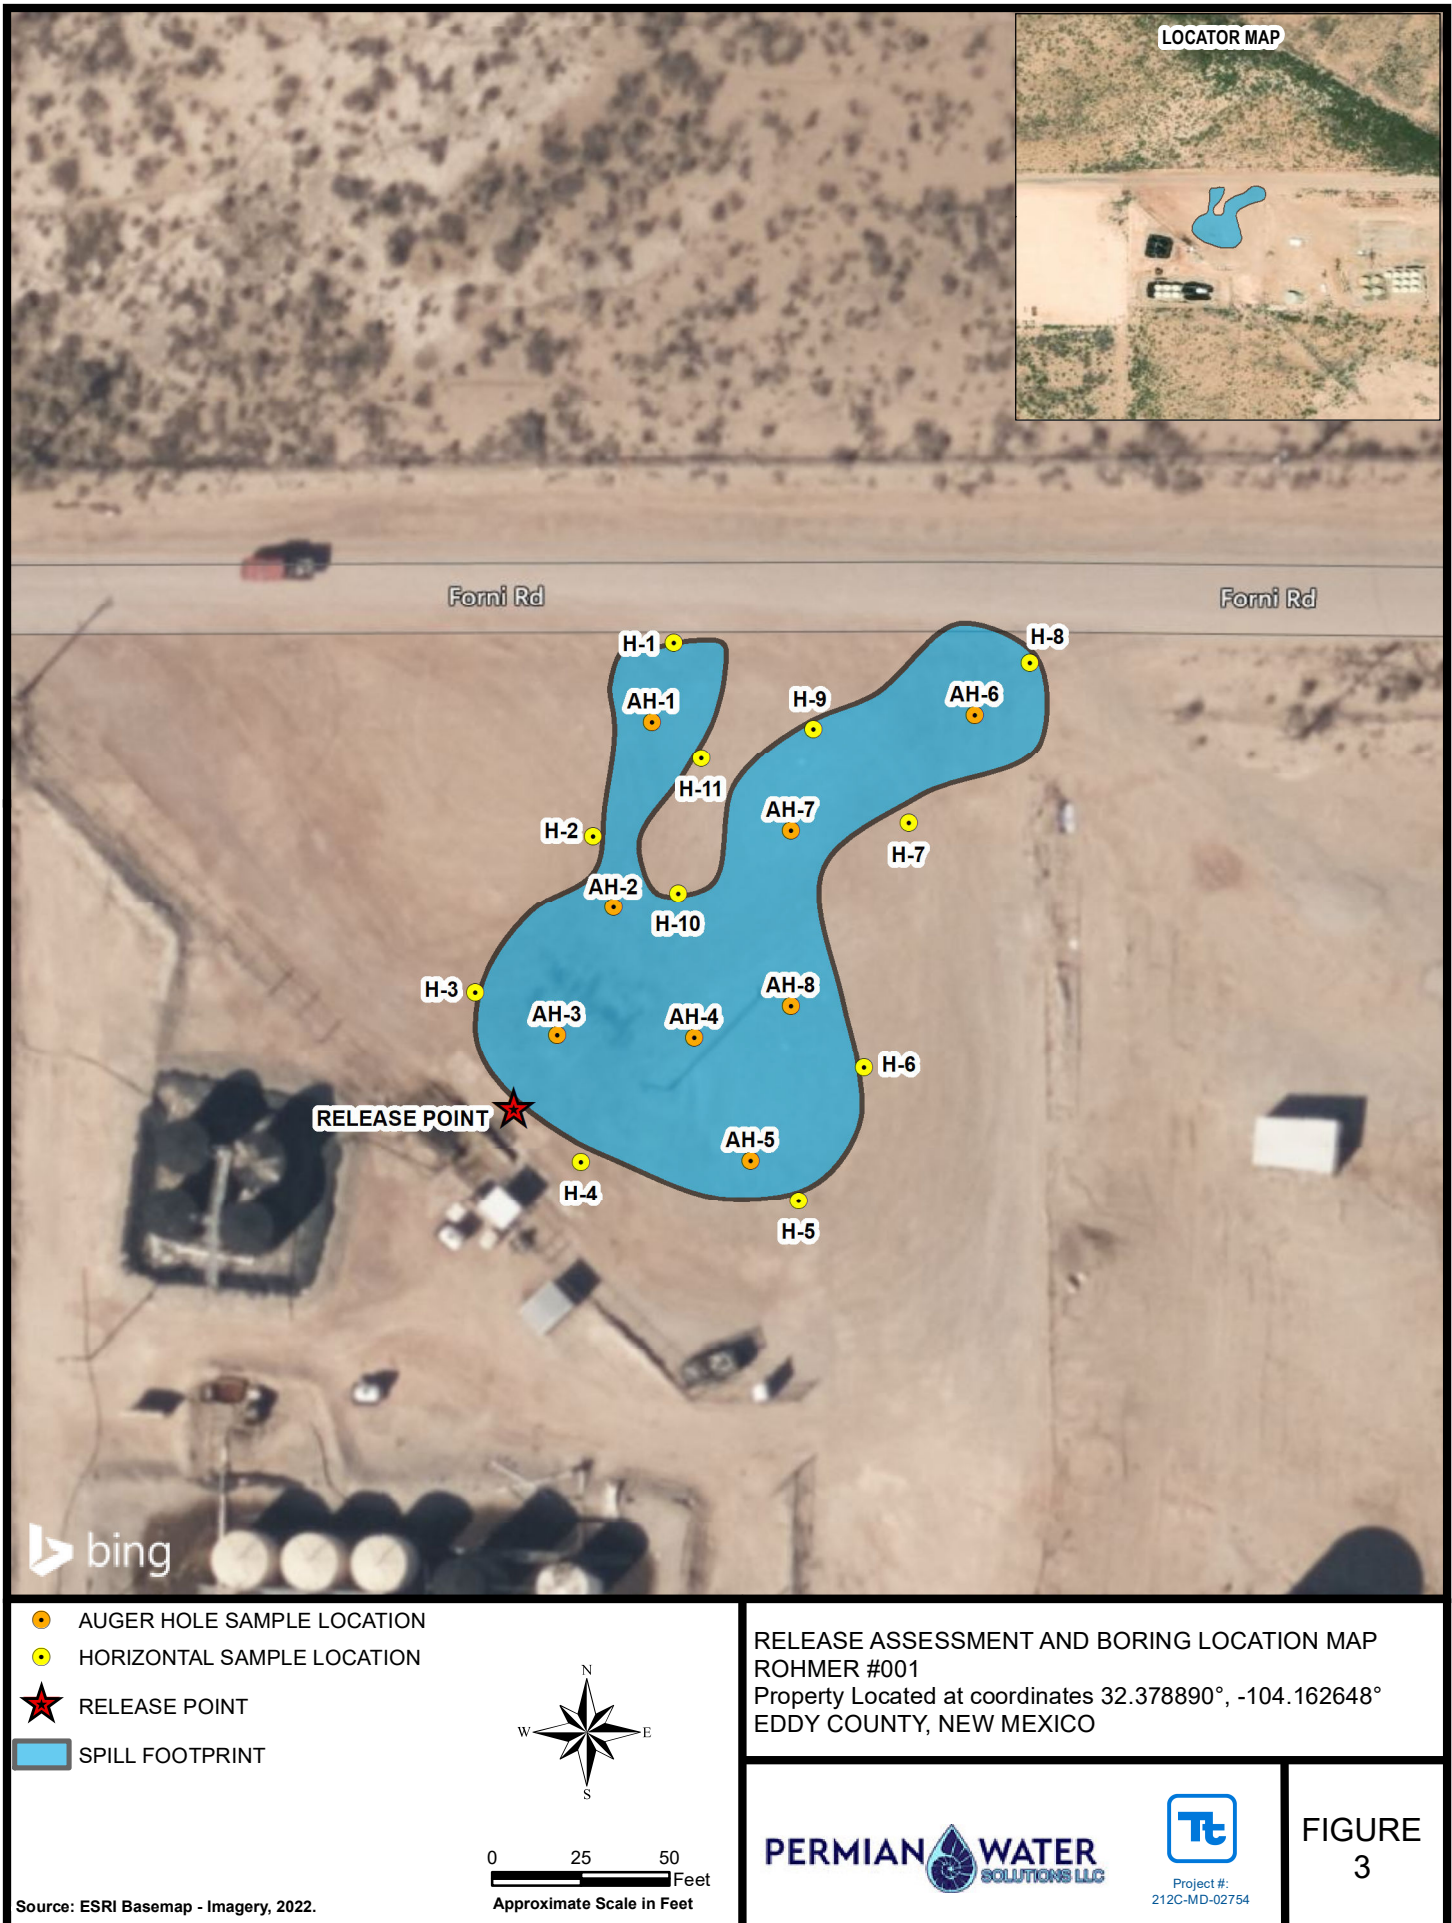 LOCATOR MAP
Forni Rd
Forni Rd
H-1
H-8
AH-1
AH-6
H-9
H-11
AH-7
H-2
H-7
AH-2
H-10
H-3
AH-8
AH-3
AH-4
H-6
RELEASE POINT
AH-5
H-4
H-5
bing
AUGER HOLE SAMPLE LOCATION
HORIZONTAL SAMPLE LOCATION
RELEASE POINT
SPILL FOOTPRINT
N
W
E
S
0 25 50
Feet
Approximate Scale in Feet
Source: ESRI Basemap - Imagery, 2022.
RELEASE ASSESSMENT AND BORING LOCATION MAP
ROHMER #001
Property Located at coordinates 32.378890°, -104.162648°
EDDY COUNTY, NEW MEXICO
PERMIAN WATER
SOLUTIONS LLC
Tt
Project #:
212C-MD-02754
FIGURE
3